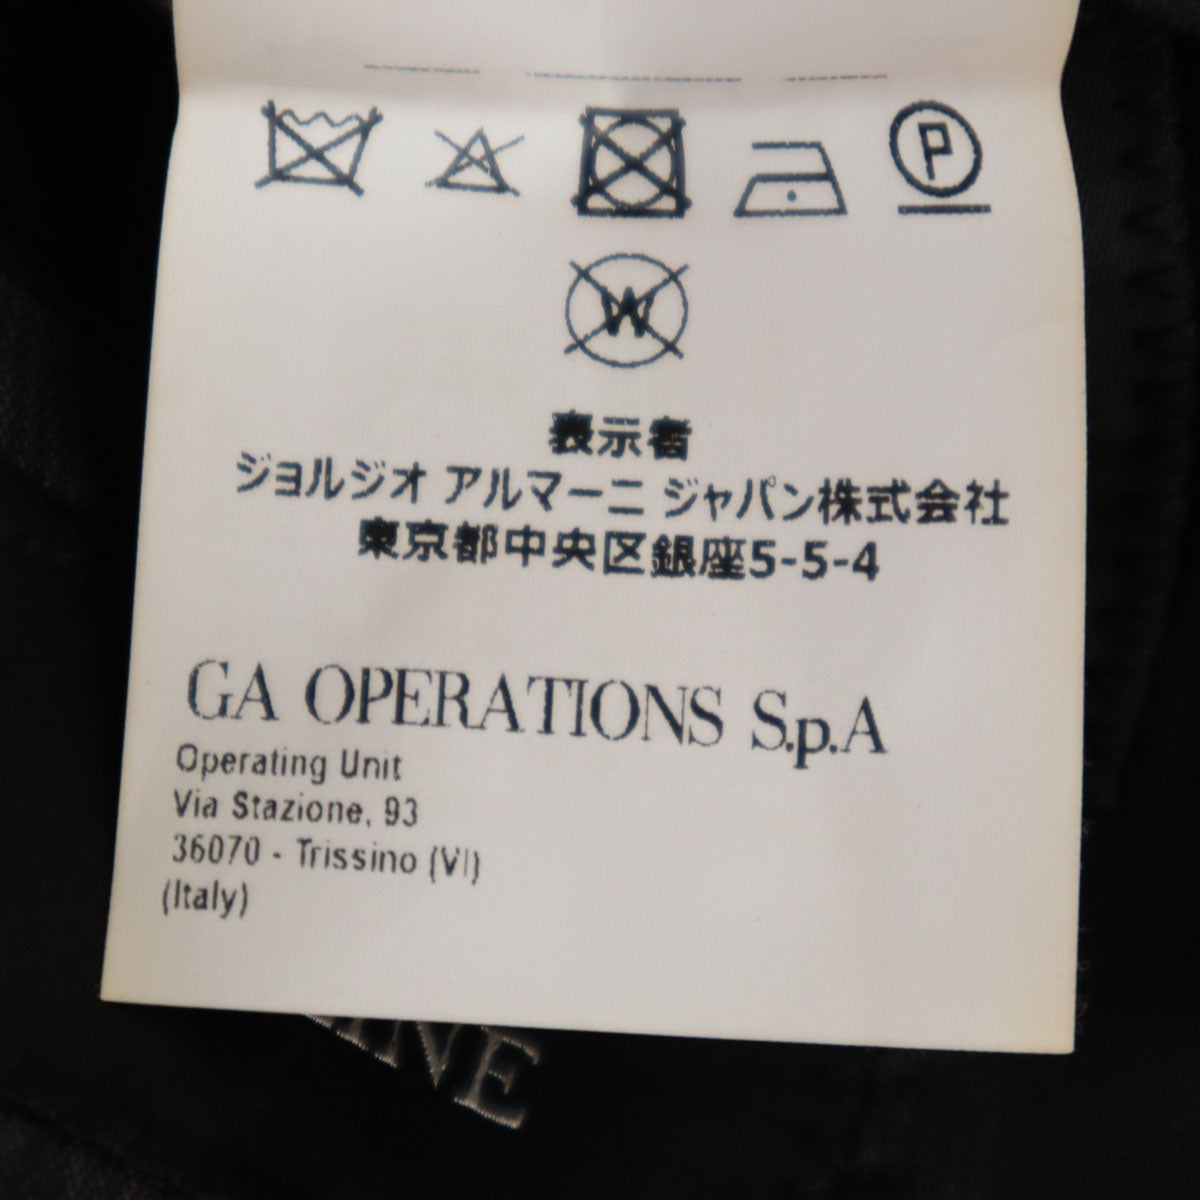 P
W
表示者
ジョルジオ アルマーニ ジャパン株式会社
東京都中央区銀座5-5-4
GA OPERATIONS S.p.A
Operating Unit
Via Stazione, 93
36070 - Trissino (VI)
(Italy)